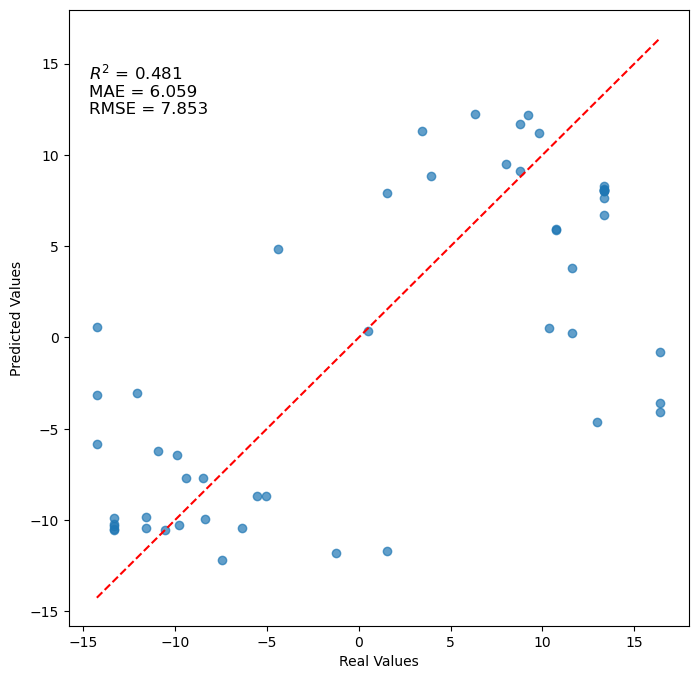 R² = 0.481
MAE = 6.059
RMSE = 7.853
15
10
5
0
−5
−10
−15
Predicted Values
−15 −10 −5 0 5 10 15
Real Values